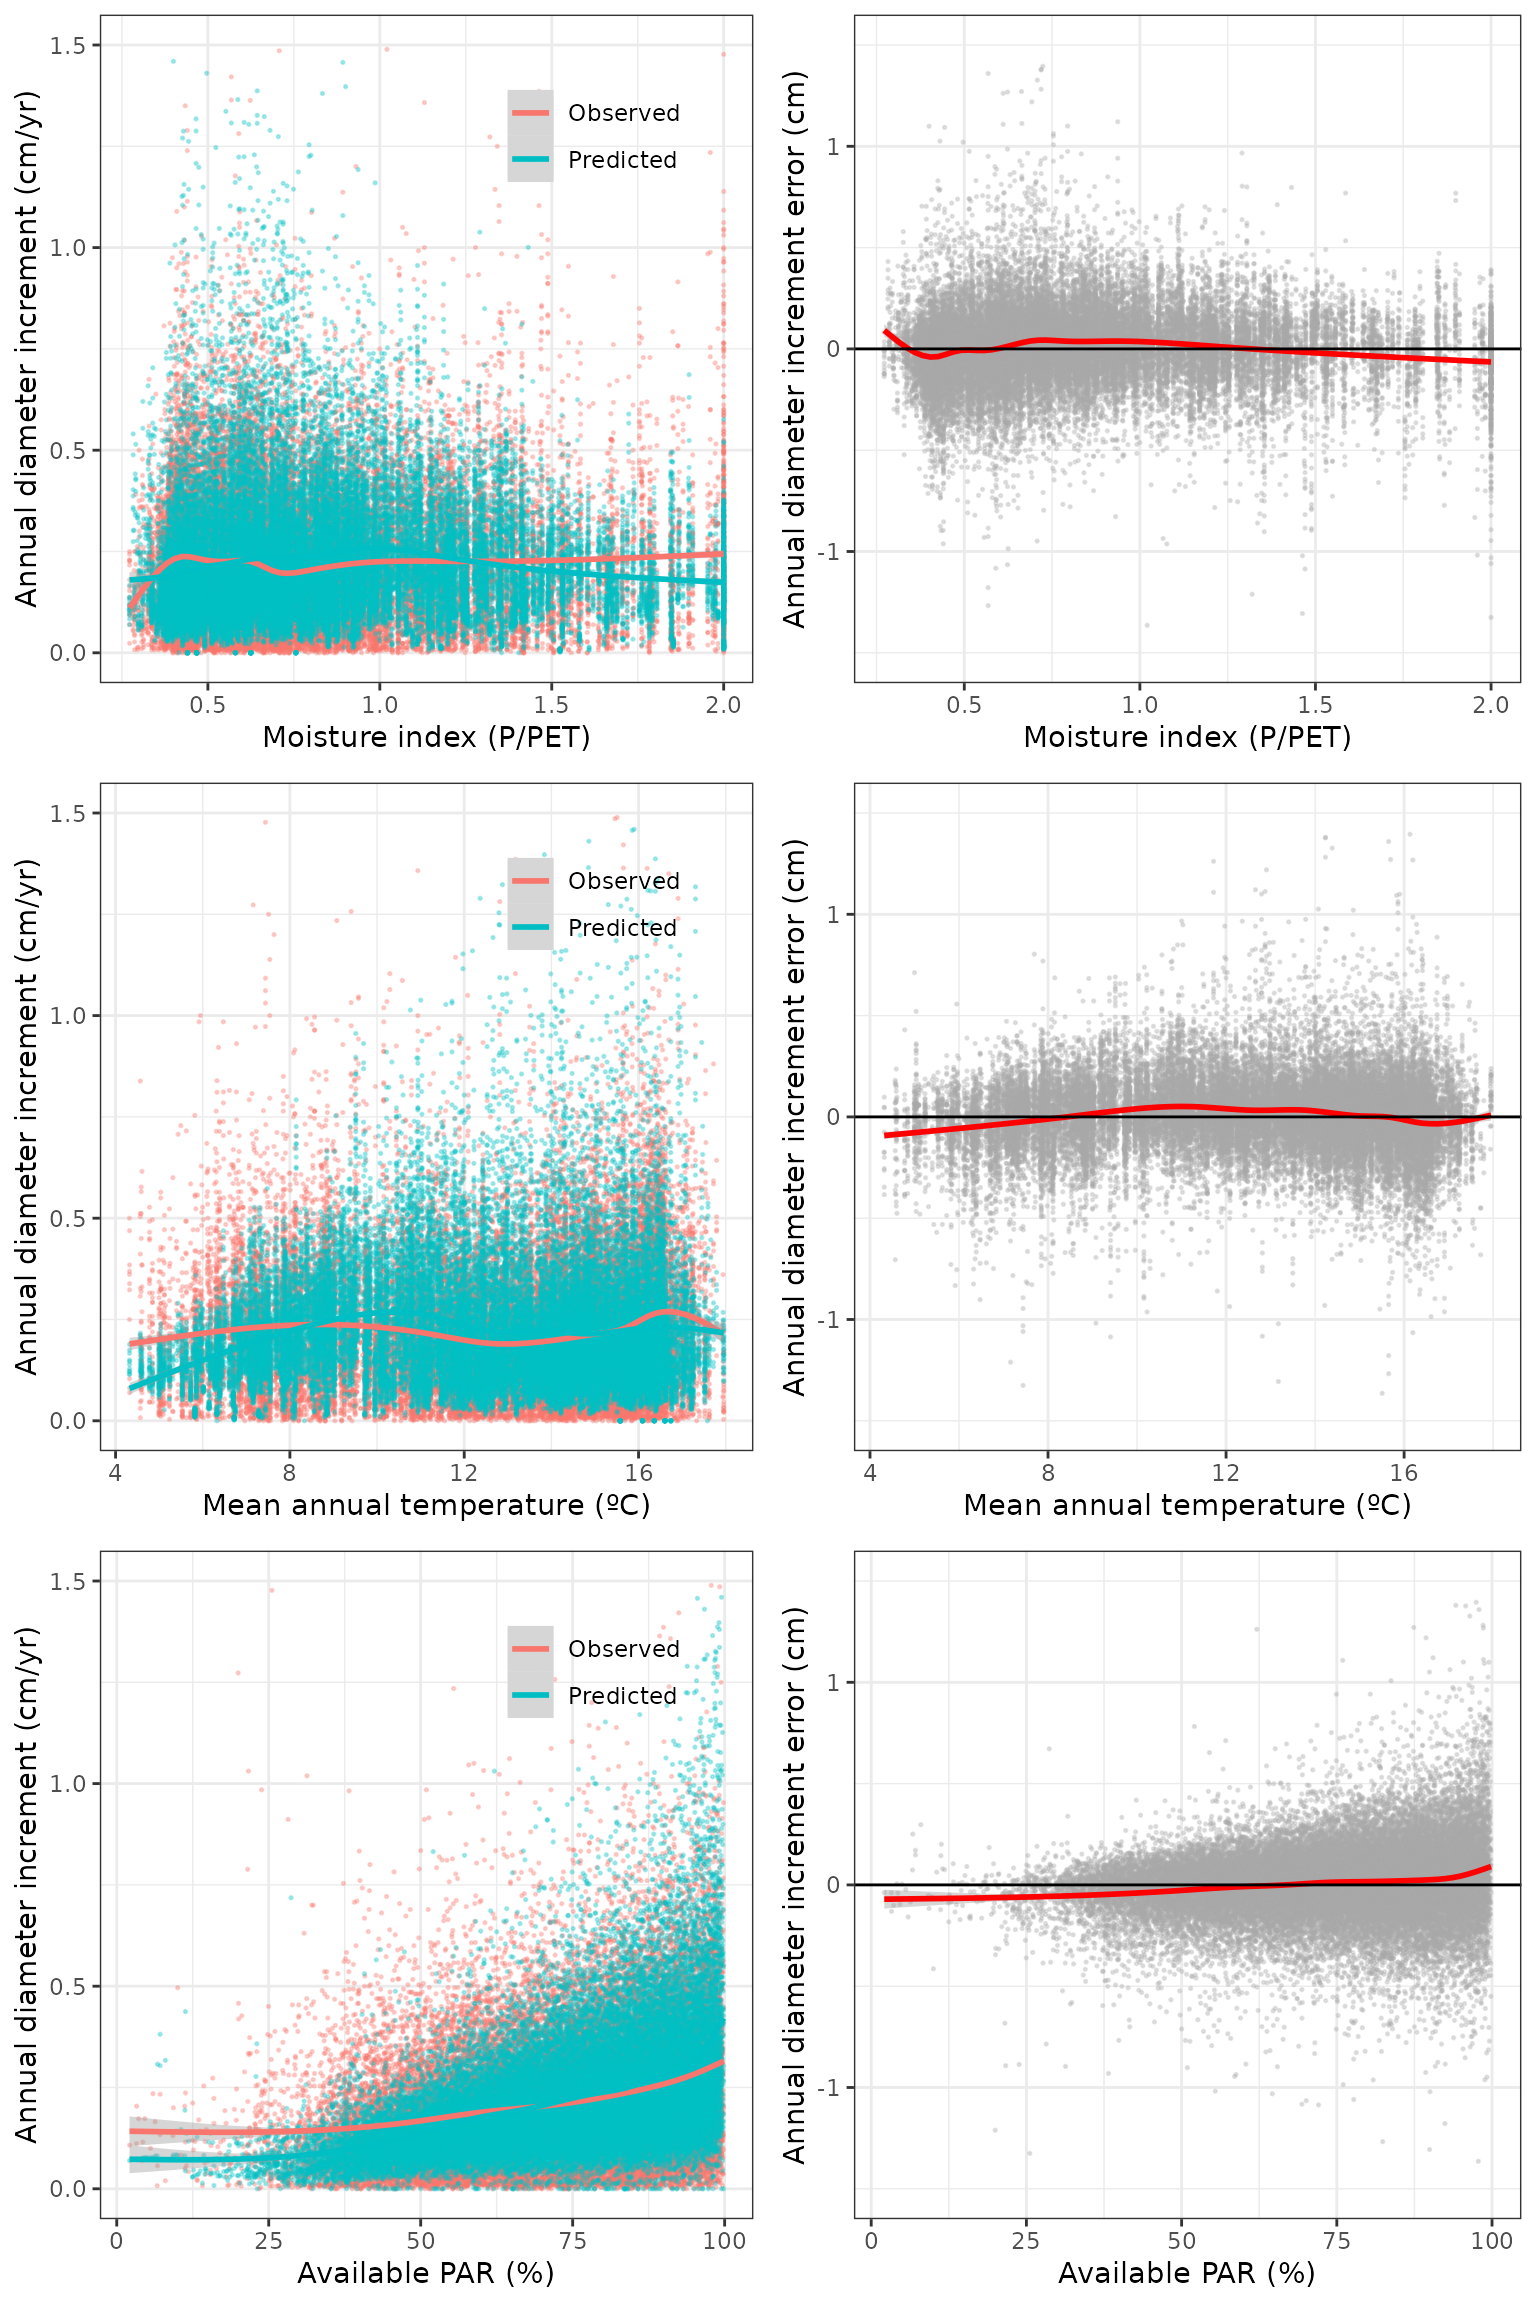 Annual diameter increment (cm/yr)
1.5
1.0
0.5
0.0
Observed
Predicted
0.5 1.0 1.5 2.0
Moisture index (P/PET)
Annual diameter increment error (cm)
1
0
-1
0.5 1.0 1.5 2.0
Moisture index (P/PET)
Annual diameter increment (cm/yr)
1.5
1.0
0.5
0.0
Observed
Predicted
4 8 12 16
Mean annual temperature (ºC)
Annual diameter increment error (cm)
1
0
-1
4 8 12 16
Mean annual temperature (ºC)
Annual diameter increment (cm/yr)
1.5
1.0
0.5
0.0
Observed
Predicted
0 25 50 75 100
Available PAR (%)
Annual diameter increment error (cm)
1
0
-1
0 25 50 75 100
Available PAR (%)